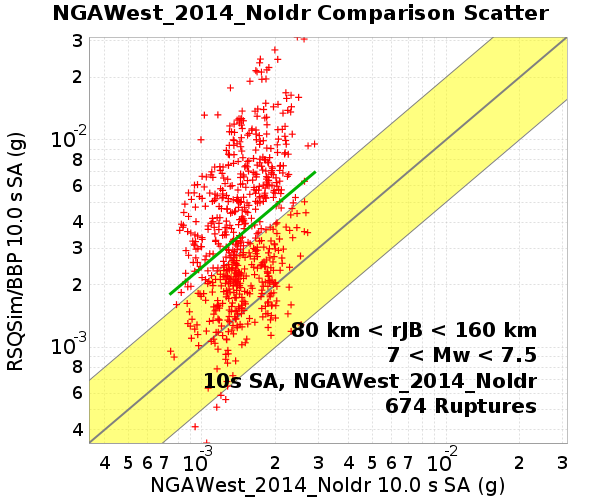 NGAWest_2014_NoIdr Comparison Scatter
RSQSim/BBP 10.0 s SA (g)
3
2
10-2
8
6
4
3
2
10-3
8
6
4
80 km < rJB < 160 km
7 < Mw < 7.5
10s SA, NGAWest_2014_NoIdr
674 Ruptures
4 5 6 7 10-3 2 3 4 5 6 7 10-2 2 3
NGAWest_2014_NoIdr 10.0 s SA (g)